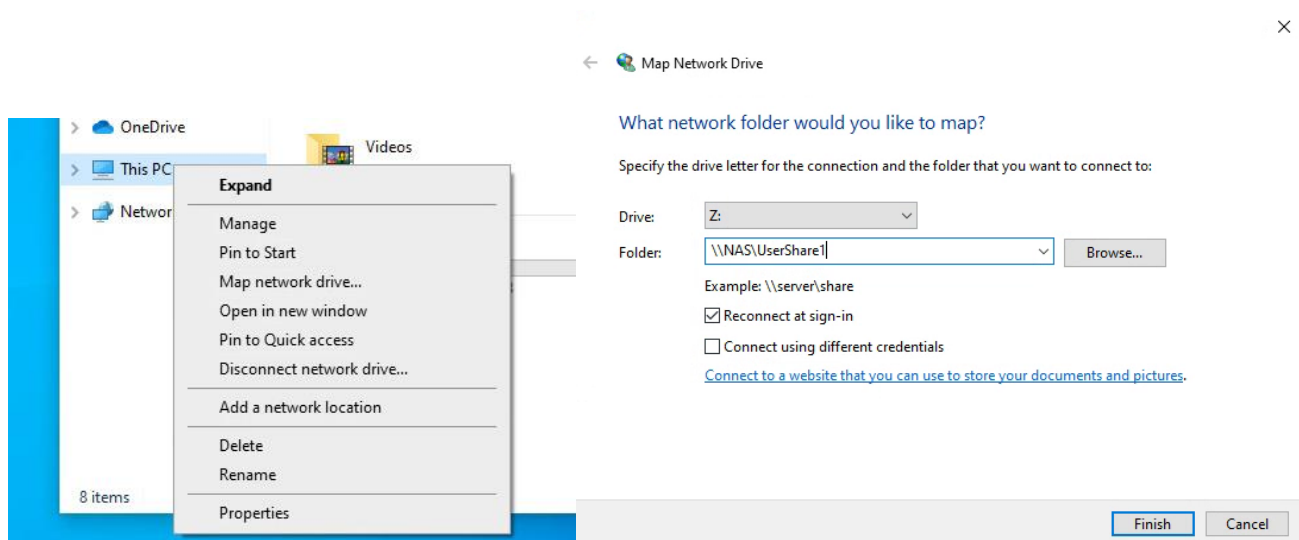 OneDrive
This PC
Networ
Videos
Expand
Manage
Pin to Start
Map network drive...
Open in new window
Pin to Quick access
Disconnect network drive...
Add a network location
Delete
Rename
Properties
8 items
Map Network Drive
What network folder would you like to map?
Specify the drive letter for the connection and the folder that you want to connect to:
Drive: Z:
Folder: \\NAS\UserShare1 Browse...
Example: \\server\share
Reconnect at sign-in
Connect using different credentials
Connect to a website that you can use to store your documents and pictures.
Finish Cancel